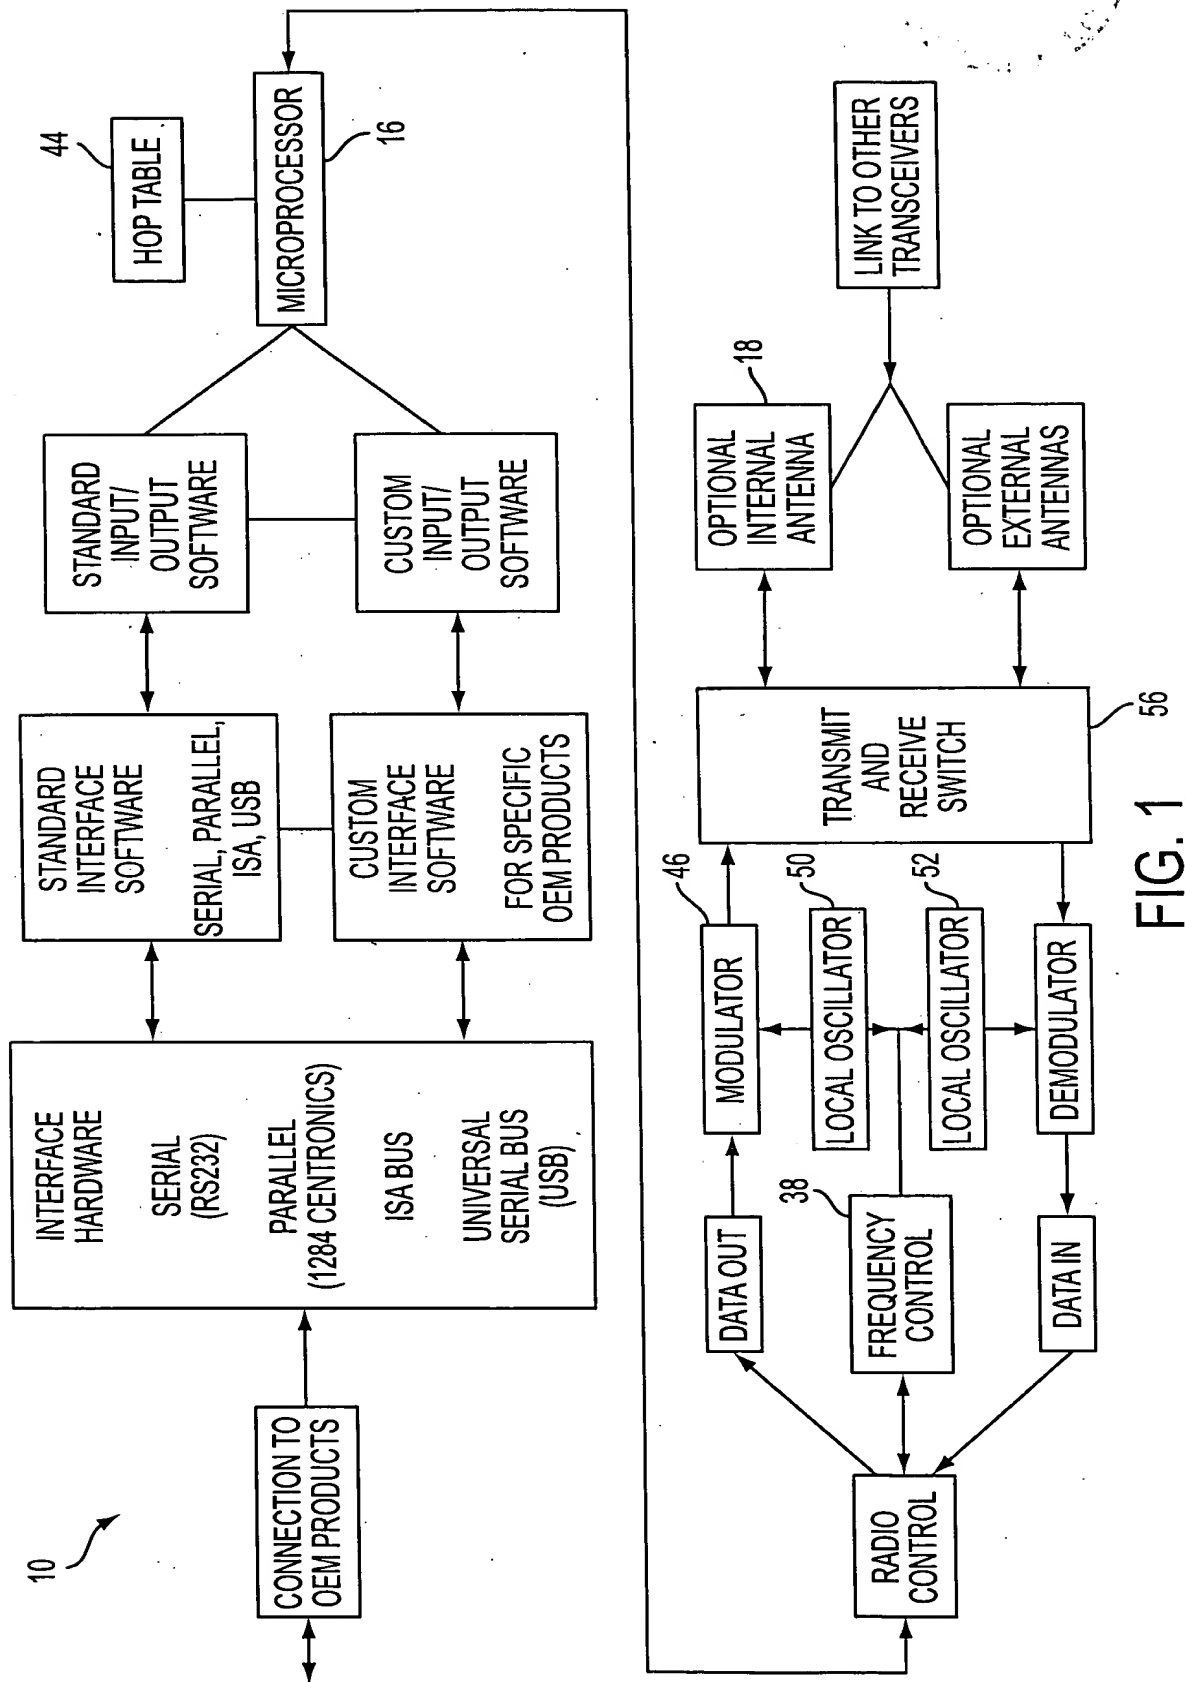 10
CONNECTION TO
OEM PRODUCTS
INTERFACE
HARDWARE
SERIAL
(RS232)
PARALLEL
(1284 CENTRONICS)
ISA BUS
UNIVERSAL
SERIAL BUS
(USB)
STANDARD
INTERFACE
SOFTWARE
SERIAL, PARALLEL,
ISA, USB
CUSTOM
INTERFACE
SOFTWARE
FOR SPECIFIC
OEM PRODUCTS
STANDARD
INPUT/
OUTPUT
SOFTWARE
CUSTOM
INPUT/
OUTPUT
SOFTWARE
44
HOP TABLE
MICROPROCESSOR
16
RADIO
CONTROL
DATA OUT
38
FREQUENCY
CONTROL
DATA IN
46
MODULATOR
50
LOCAL OSCILLATOR
52
LOCAL OSCILLATOR
DEMODULATOR
TRANSMIT
AND
RECEIVE
SWITCH
56
18
OPTIONAL
INTERNAL
ANTENNA
OPTIONAL
EXTERNAL
ANTENNAS
LINK TO OTHER
TRANSCEIVERS
FIG. 1